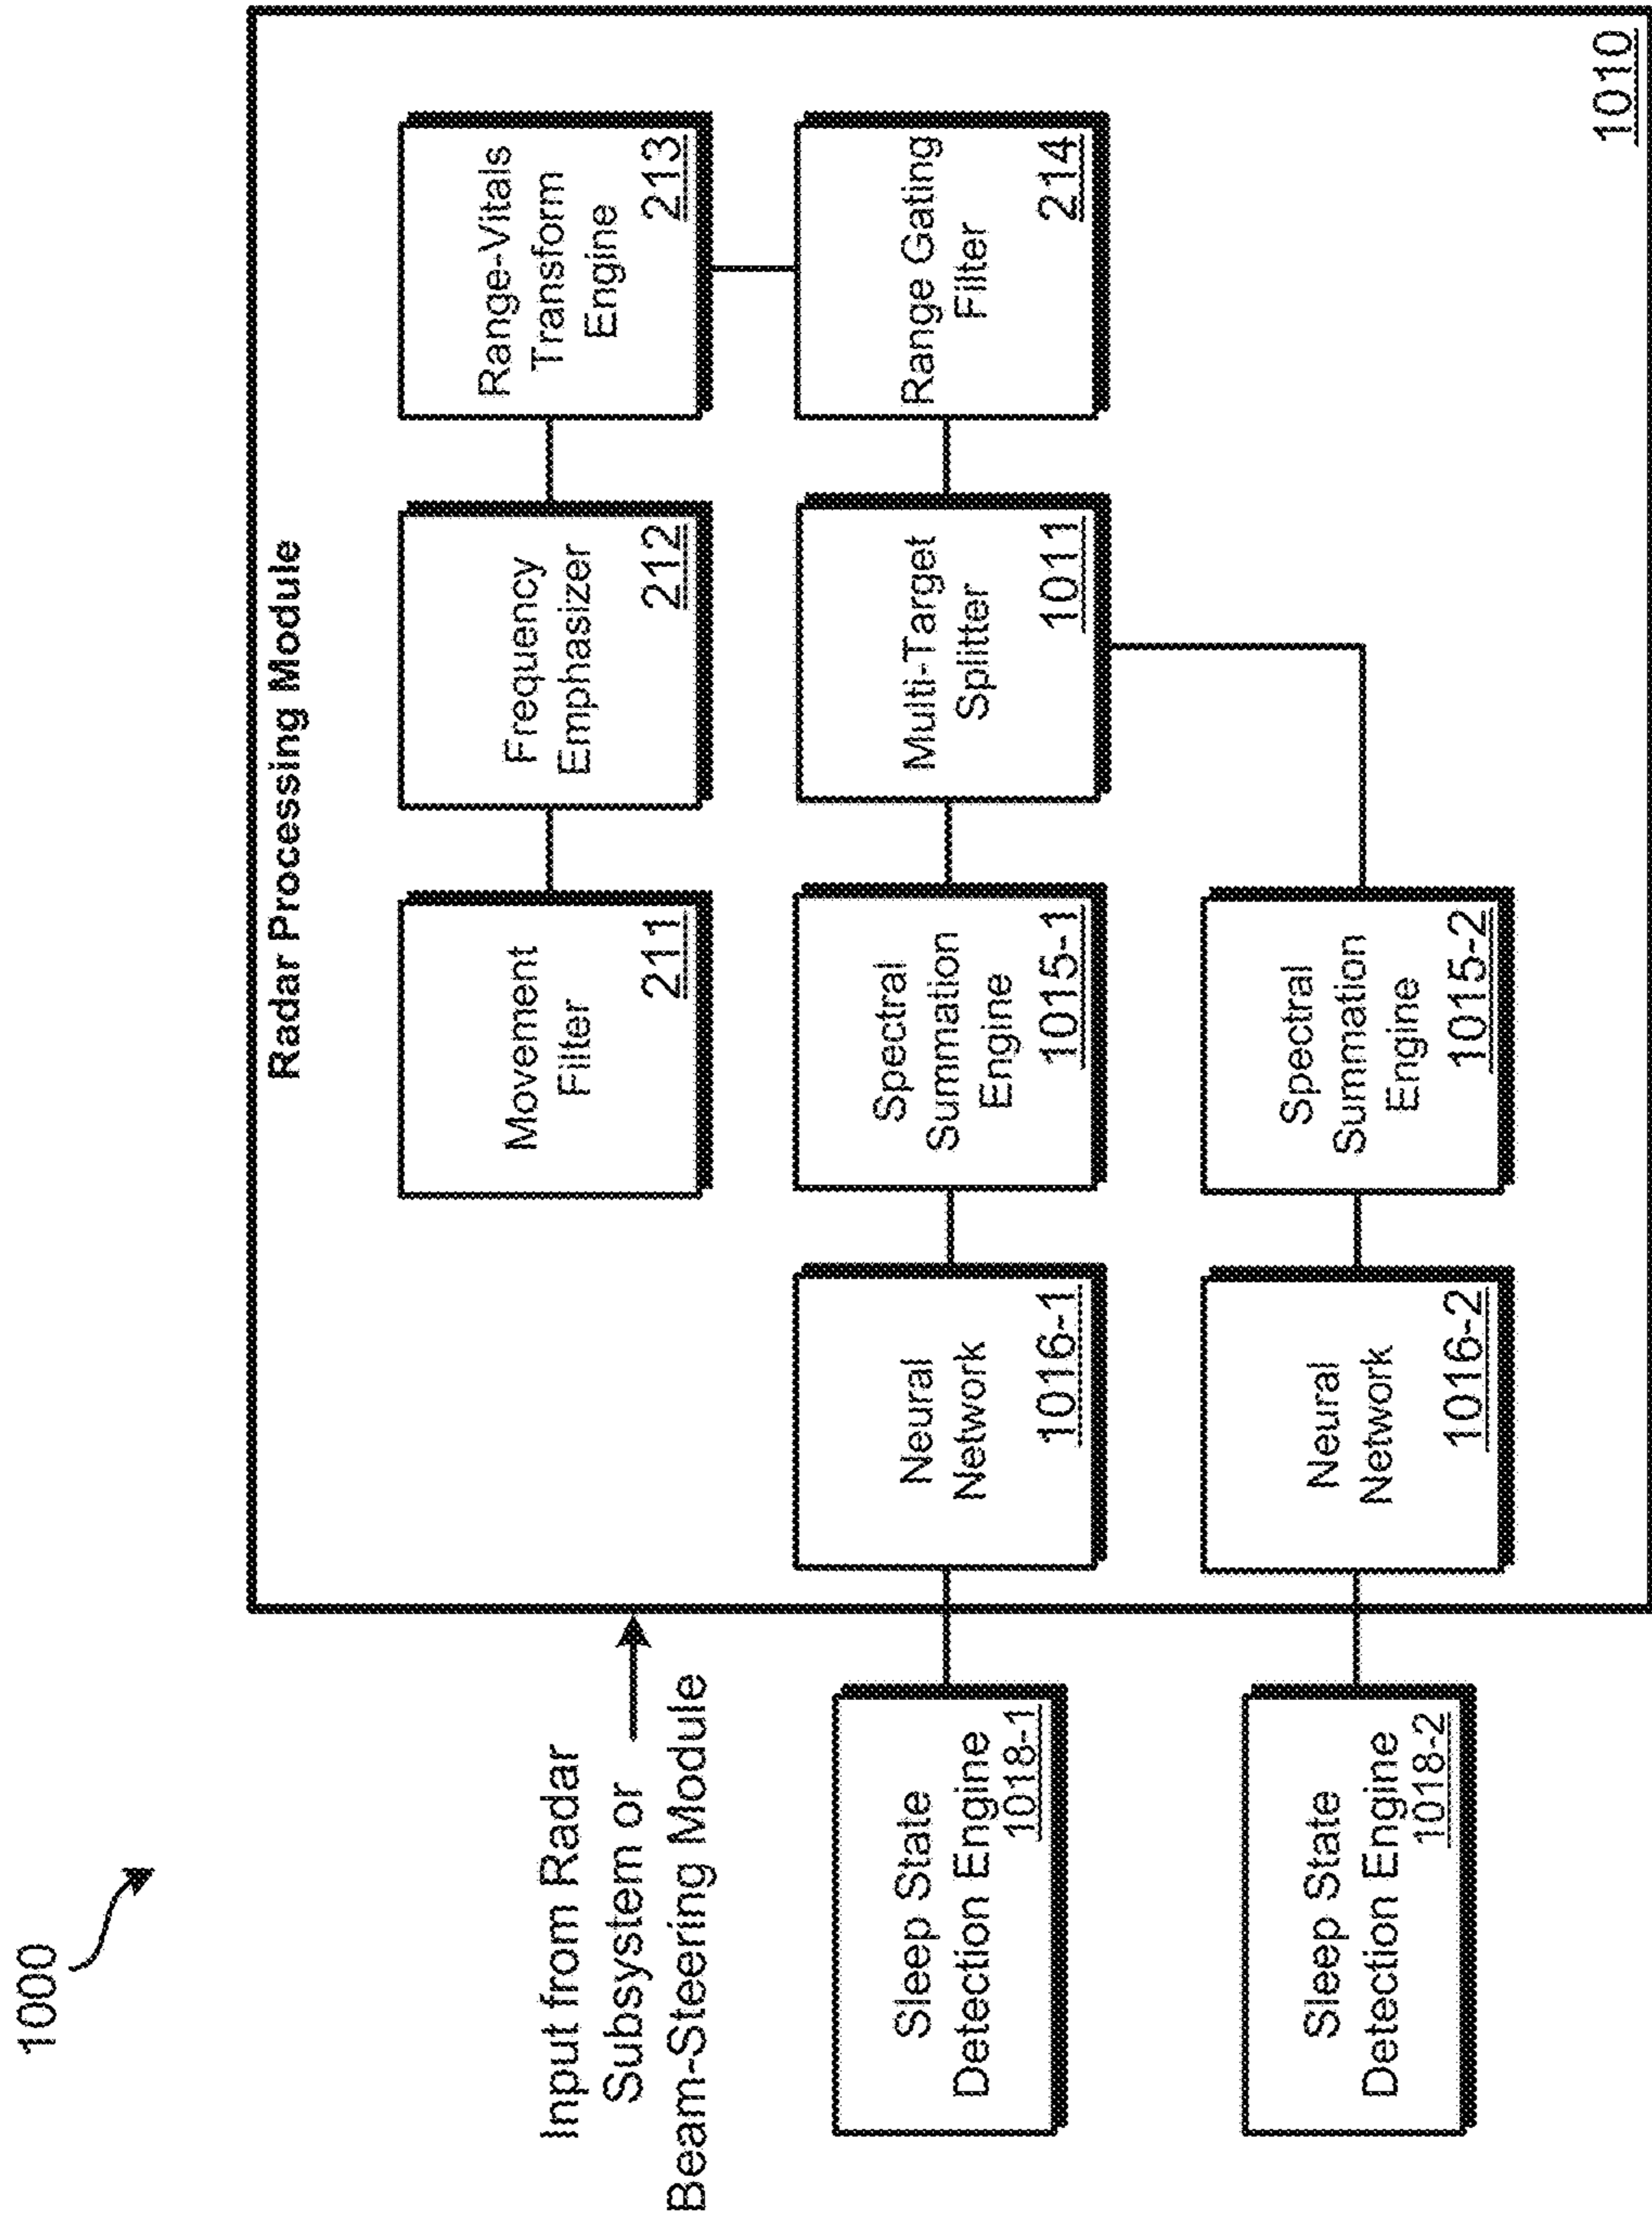 1000
Radar Processing Module
Input from Radar
Subsystem or
Beam-Steering Module
Movement
Filter
211
Frequency
Emphasizer
212
Range-Vitals
Transform
Engine
213
Sleep State
Detection Engine
1018-1
Neural
Network
1016-1
Spectral
Summation
Engine
1015-1
Multi-Target
Splitter
1011
Range Gating
Filter
214
Sleep State
Detection Engine
1018-2
Neural
Network
1016-2
Spectral
Summation
Engine
1015-2
1010